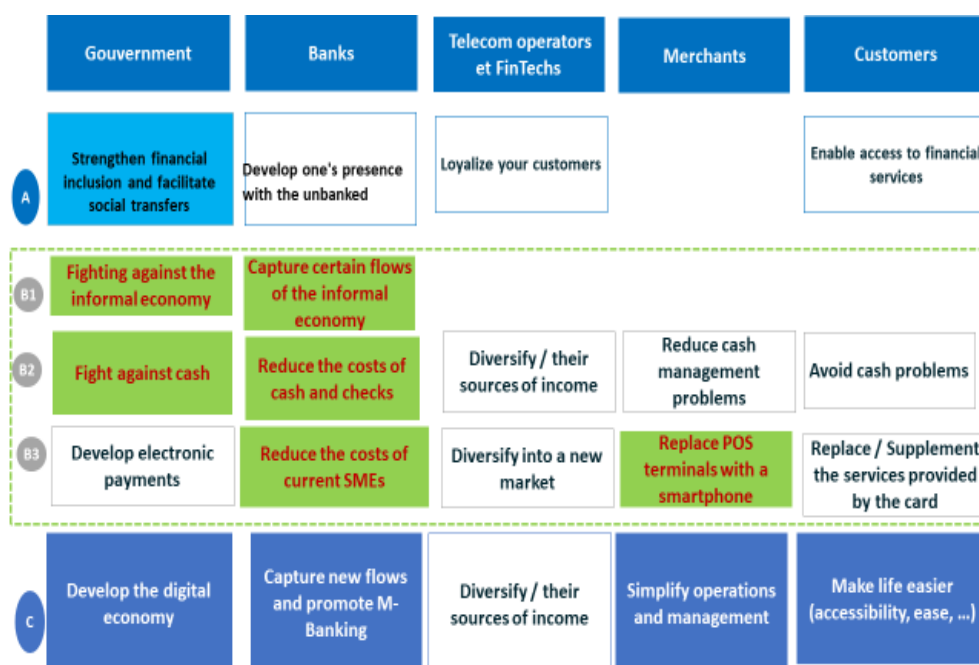 Gouvernment
Banks
Telecom operators
et FinTechs
Merchants
Customers
A
Strengthen financial
inclusion and facilitate
social transfers
Develop one's presence
with the unbanked
Loyalize your customers
Enable access to financial
services
B1
Fighting against the
informal economy
Capture certain flows
of the informal
economy
B2
Fight against cash
Reduce the costs of
cash and checks
Diversify / their
sources of income
Reduce cash
management
problems
Avoid cash problems
B3
Develop electronic
payments
Reduce the costs of
current SMEs
Diversify into a new
market
Replace POS
terminals with a
smartphone
Replace / Supplement
the services provided
by the card
C
Develop the digital
economy
Capture new flows
and promote M-
Banking
Diversify / their
sources of income
Simplify operations
and management
Make life easier
(accessibility, ease, ...)